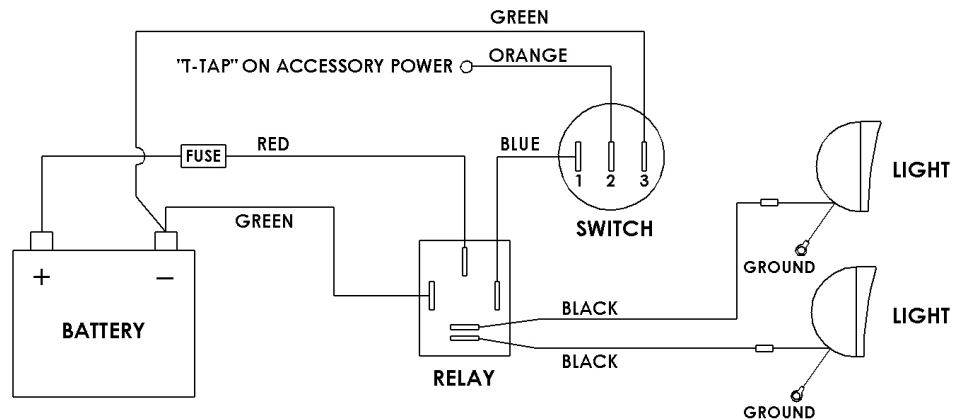 GREEN
"T-TAP" ON ACCESSORY POWER
ORANGE
FUSE
RED
BLUE
1 2 3
SWITCH
LIGHT
GREEN
GROUND
+ −
BATTERY
BLACK
LIGHT
BLACK
RELAY
GROUND